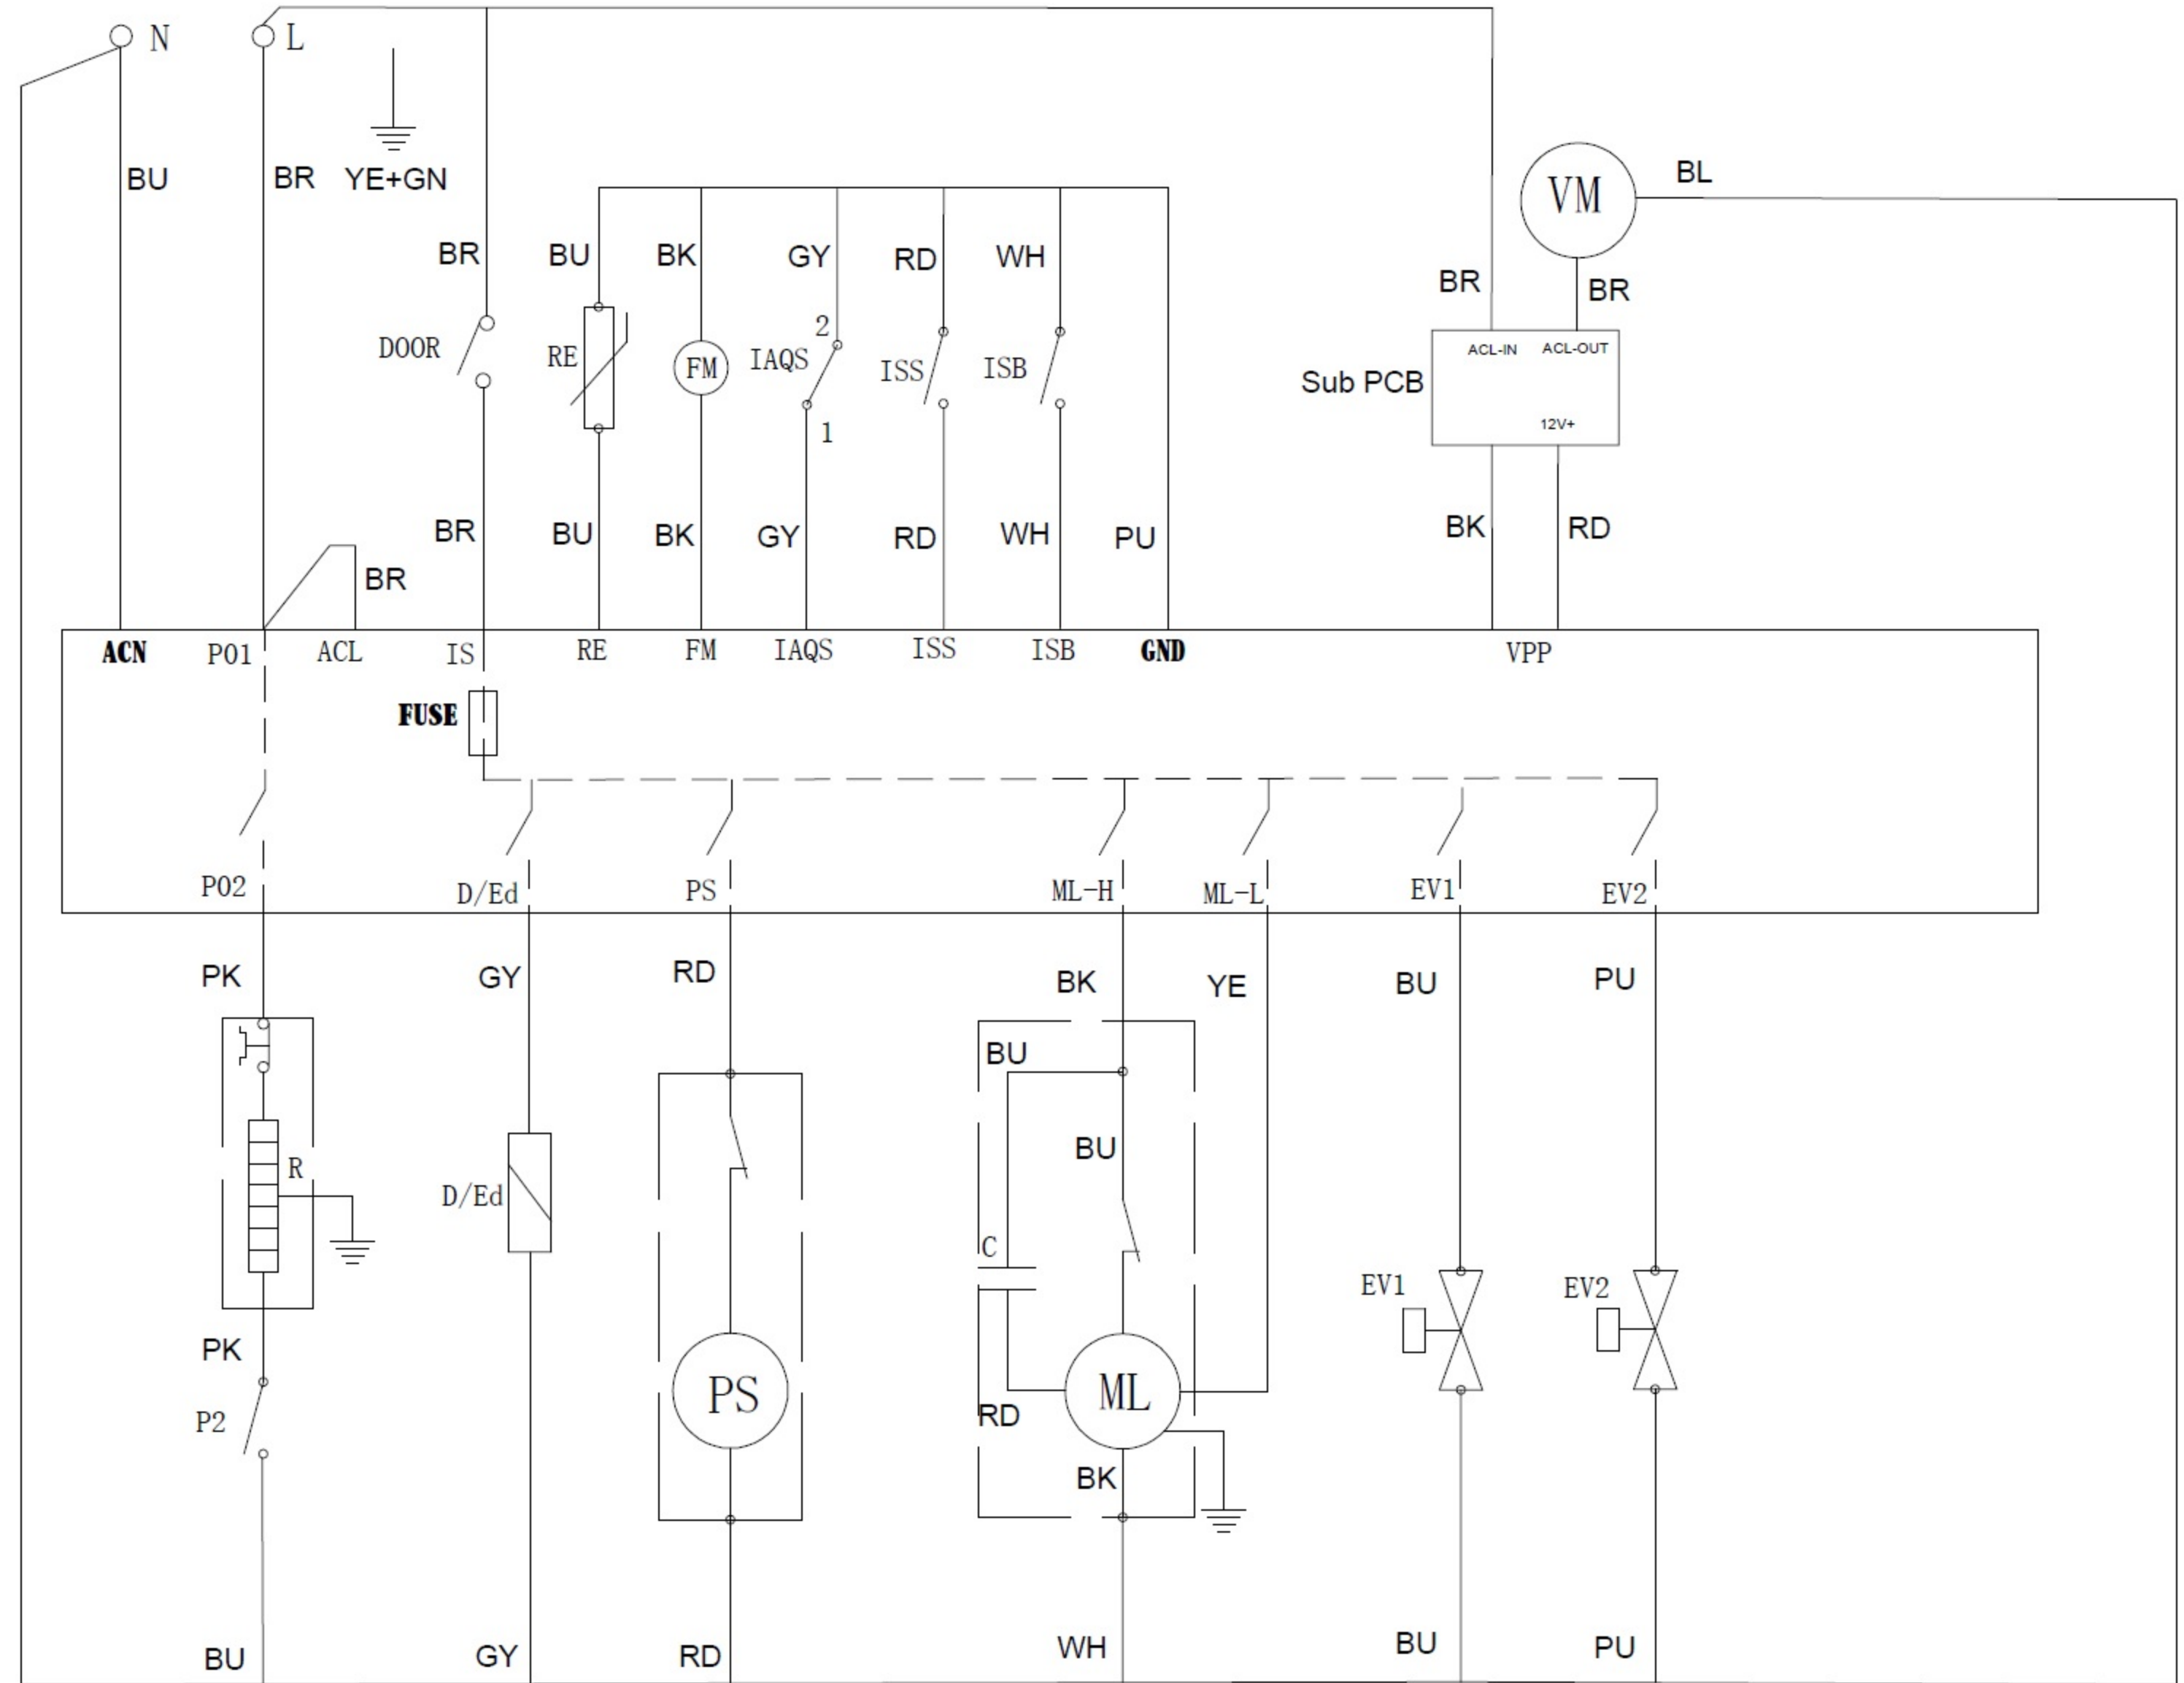 N
L
BU
BR
YE+GN
VM
BL
BR
BU
BK
GY
RD
WH
BR
BR
DOOR
RE
FM
IAQS
2
1
ISS
ISB
Sub PCB
ACL-IN
ACL-OUT
12V+
BR
BR
BU
BK
GY
RD
WH
PU
BK
RD
ACN
P01
ACL
IS
RE
FM
IAQS
ISS
ISB
GND
VPP
FUSE
P02
D/Ed
PS
ML-H
ML-L
EV1
EV2
PK
GY
RD
BK
YE
BU
PU
BU
BU
R
D/Ed
C
EV1
EV2
PK
P2
PS
ML
RD
BK
BU
GY
RD
WH
BU
PU